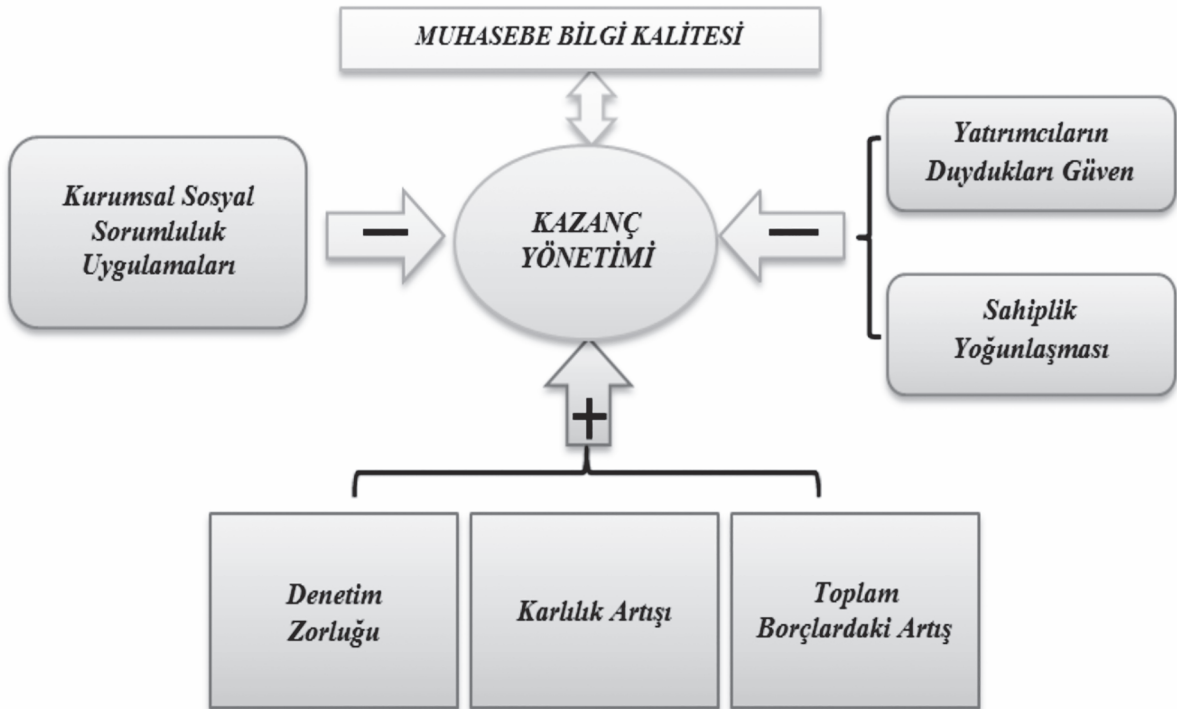 MUHASEBE BİLGİ KALİTESİ
Kurumsal Sosyal
Sorumluluk
Uygulamaları
−
KAZANÇ
YÖNETİMİ
−
Yatırımcıların
Duydukları Güven
Sahiplik
Yoğunlaşması
+
Denetim
Zorluğu
Karlılık Artışı
Toplam
Borçlardaki Artış